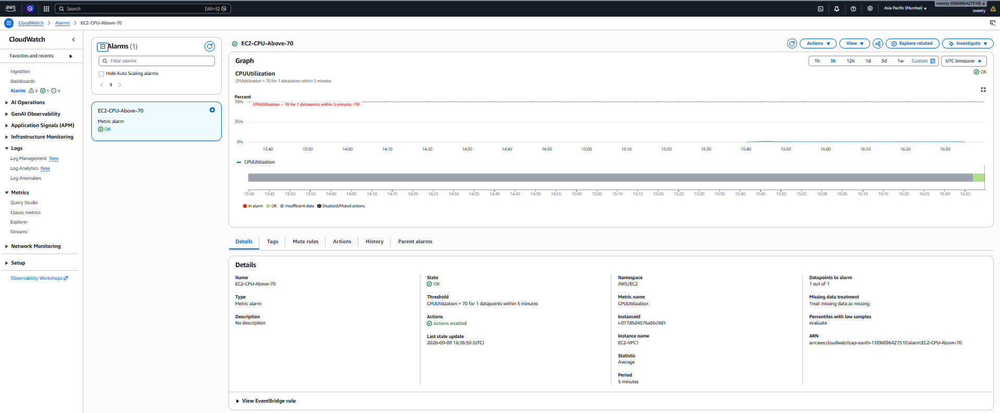 aws
Search
[Alt+S]
Asia Pacific (Mumbai)
sweety (006096427510)
sweety
CloudWatch
Alarms
EC2-CPU-Above-70
CloudWatch
Favorites and recents
Ingestion
Dashboards
Alarms 0 1 0
AI Operations
GenAI Observability
Application Signals (APM)
Infrastructure Monitoring
Logs
Log Management New
Log Analytics New
Log Anomalies
Metrics
Query Studio
Classic metrics
Explorer
Streams
Network Monitoring
Setup
Observability Workshops
Alarms (1)
Filter alarms
Hide Auto Scaling alarms
1
EC2-CPU-Above-70
Metric alarm
OK
EC2-CPU-Above-70
Actions
View
Explore related
Investigate
Graph
1h 3h 12h 1d 3d 1w Custom
UTC timezone
CPUUtilization
OK
CPUUtilization > 70 for 1 datapoints within 5 minutes
Percent
70%
CPUUtilization > 70 for 1 datapoints within 5 minutes (70)
35%
0%
13:40 13:50 14:00 14:10 14:20 14:30 14:40 14:50 15:00 15:10 15:20 15:30 15:40 15:50 16:00 16:10 16:20 16:30
CPUUtilization
13:40 13:45 13:50 13:55 14:00 14:05 14:10 14:15 14:20 14:25 14:30 14:35 14:40 14:45 14:50 14:55 15:00 15:05 15:10 15:15 15:20 15:25 15:30 15:35 15:40 15:45 15:50 15:55 16:00 16:05 16:10 16:15 16:20 16:25 16:30 16:35
In alarm OK Insufficient data Disabled/Muted actions
Details
Tags
Mute rules
Actions
History
Parent alarms
Details
Name
EC2-CPU-Above-70
Type
Metric alarm
Description
No description
State
OK
Threshold
CPUUtilization > 70 for 1 datapoints within 5 minutes
Actions
Actions enabled
Last state update
2026-09-09 16:36:59 (UTC)
Namespace
AWS/EC2
Metric name
CPUUtilization
InstanceId
i-077d5d4576a5bc9d1
Instance name
EC2-VPC1
Statistic
Average
Period
5 minutes
Datapoints to alarm
1 out of 1
Missing data treatment
Treat missing data as missing
Percentiles with low samples
evaluate
ARN
arn:aws:cloudwatch:ap-south-1:006096427510:alarm:EC2-CPU-Above-70
View EventBridge rule